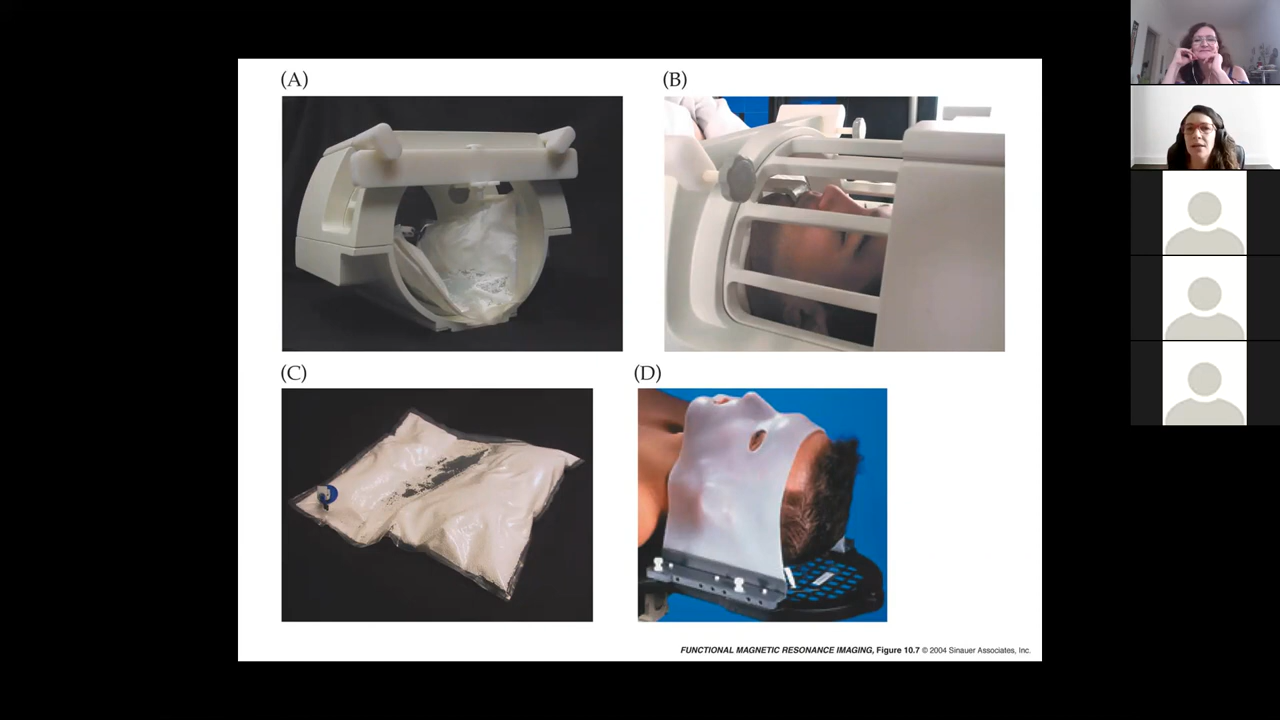 (A)
(B)
(C)
(D)
FUNCTIONAL MAGNETIC RESONANCE IMAGING, Figure 10.7 © 2004 Sinauer Associates, Inc.